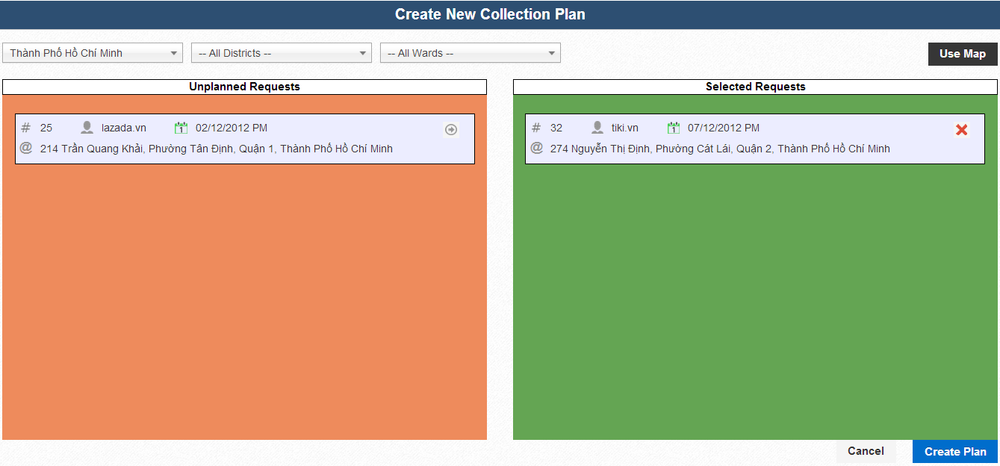 Create New Collection Plan
Thành Phố Hồ Chí Minh
-- All Districts --
-- All Wards --
Use Map
Unplanned Requests
# 25 lazada.vn 1 02/12/2012 PM
@ 214 Trần Quang Khải, Phường Tân Định, Quận 1, Thành Phố Hồ Chí Minh
Selected Requests
# 32 tiki.vn 1 07/12/2012 PM
@ 274 Nguyễn Thị Định, Phường Cát Lái, Quận 2, Thành Phố Hồ Chí Minh
Cancel
Create Plan